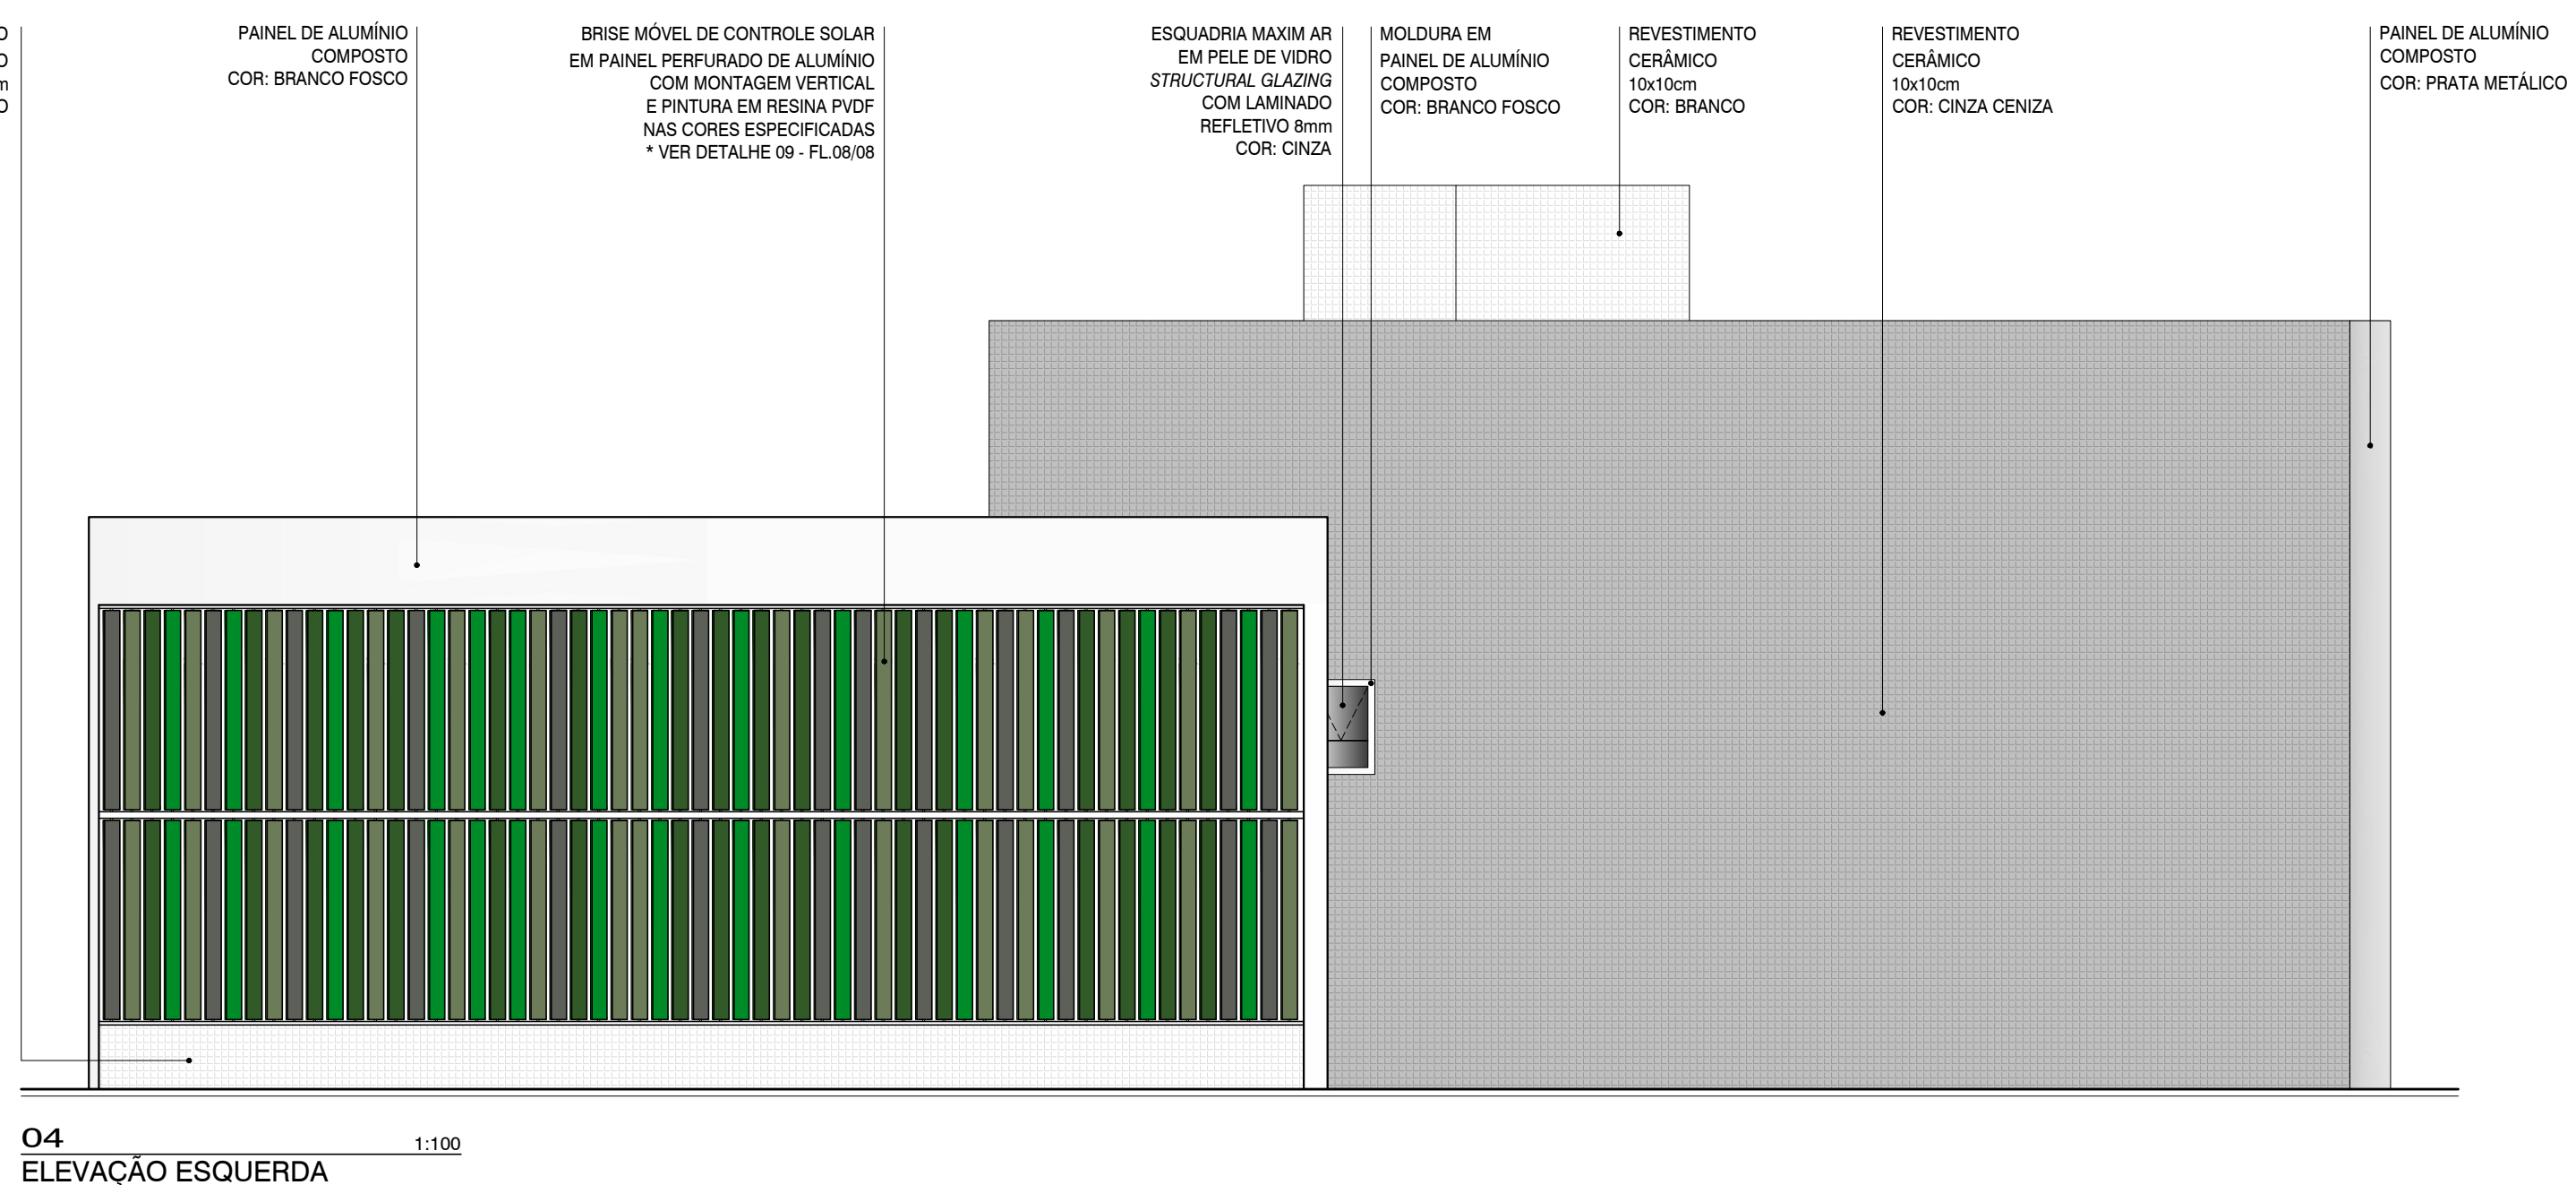 PAINEL DE ALUMÍNIO
COMPOSTO
COR: BRANCO FOSCO
BRISE MÓVEL DE CONTROLE SOLAR
EM PAINEL PERFURADO DE ALUMÍNIO
COM MONTAGEM VERTICAL
E PINTURA EM RESINA PVDF
NAS CORES ESPECIFICADAS
* VER DETALHE 09 - FL.08/08
ESQUADRIA MAXIM AR
EM PELE DE VIDRO
STRUCTURAL GLAZING
COM LAMINADO
REFLETIVO 8mm
COR: CINZA
MOLDURA EM
PAINEL DE ALUMÍNIO
COMPOSTO
COR: BRANCO FOSCO
REVESTIMENTO
CERÂMICO
10x10cm
COR: BRANCO
REVESTIMENTO
CERÂMICO
10x10cm
COR: CINZA CENIZA
PAINEL DE ALUMÍNIO
COMPOSTO
COR: PRATA METÁLICO
04
1:100
ELEVAÇÃO ESQUERDA